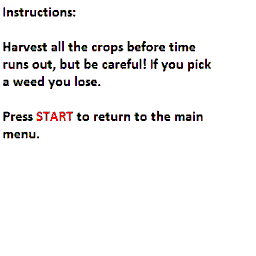 Instructions:
Harvest all the crops before time
runs out, but be careful! If you pick
a weed you lose.
Press START to return to the main
menu.